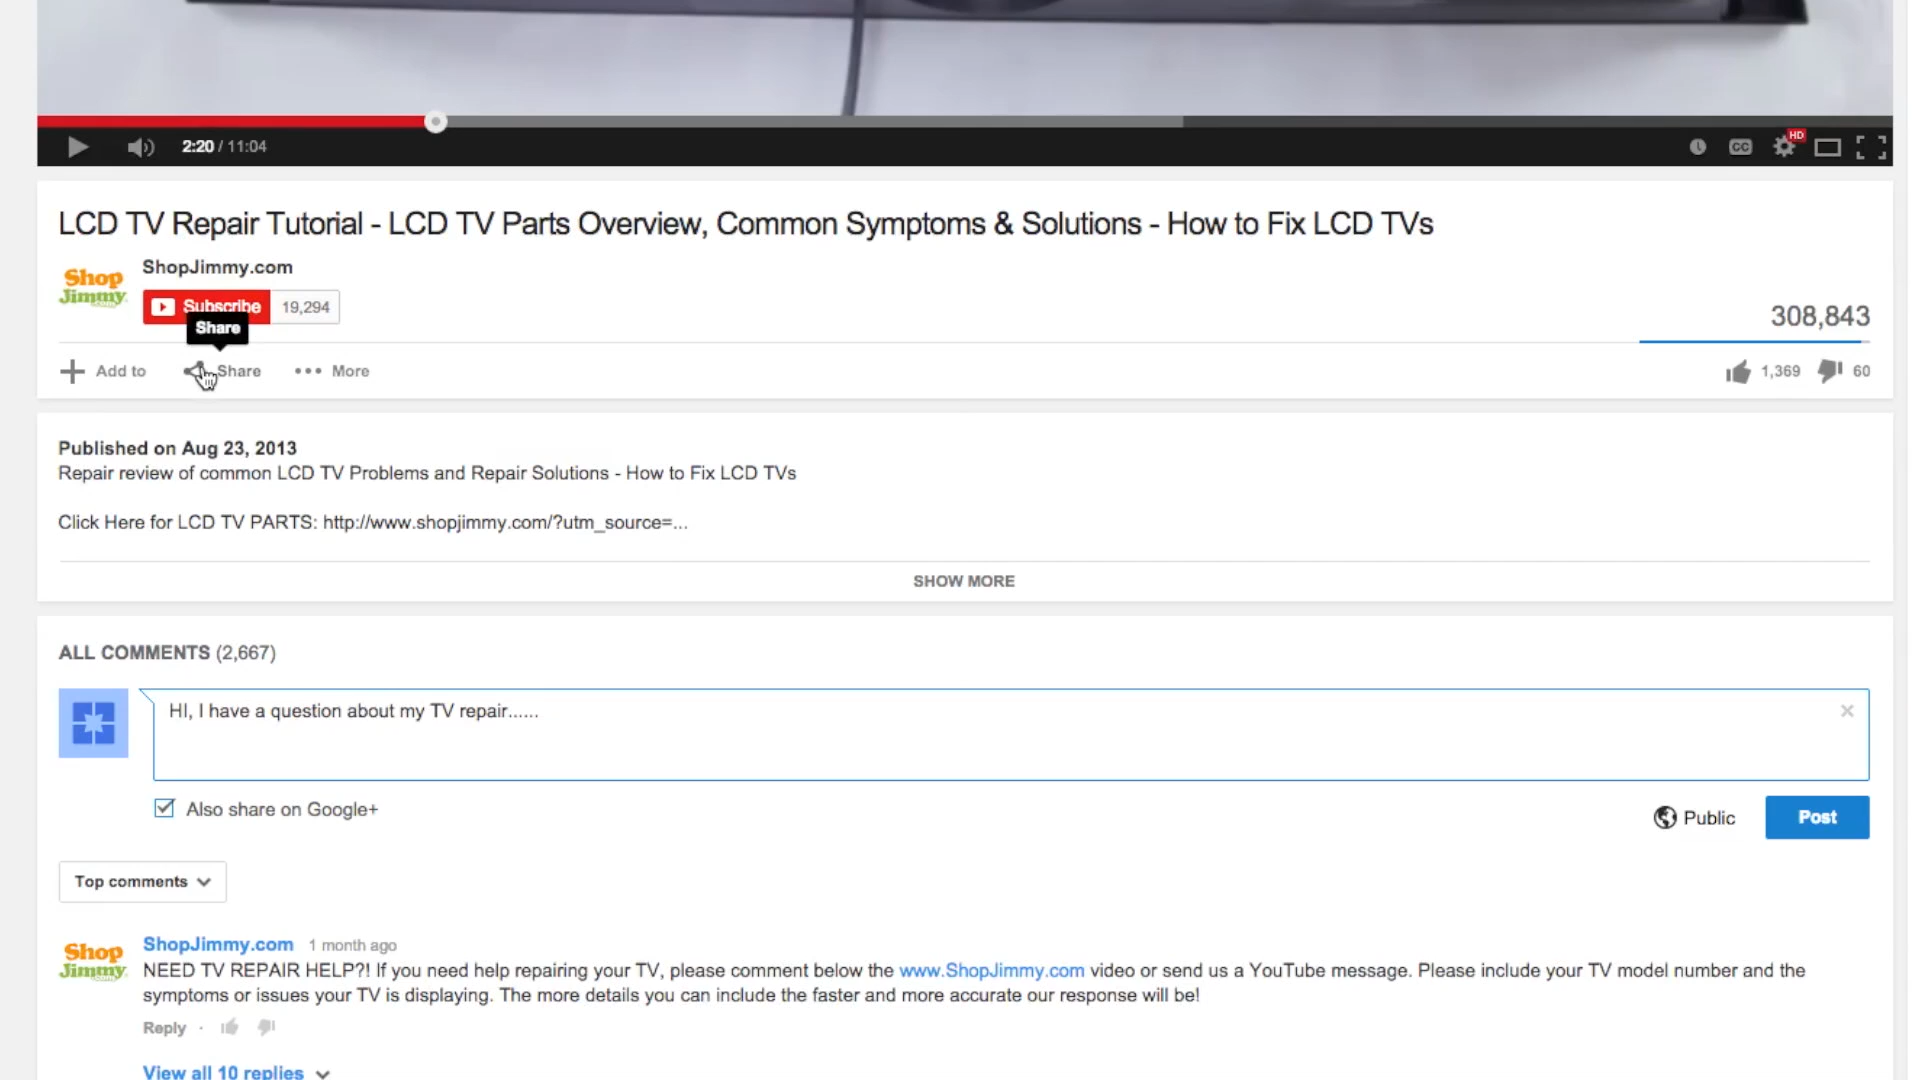 2:20 / 11:04
CC
HD
LCD TV Repair Tutorial - LCD TV Parts Overview, Common Symptoms & Solutions - How to Fix LCD TVs
Shop
Jimmy.com
ShopJimmy.com
Subscribe 19,294
Share
308,843
Add to
Share
More
1,369
60
Published on Aug 23, 2013
Repair review of common LCD TV Problems and Repair Solutions - How to Fix LCD TVs
Click Here for LCD TV PARTS: http://www.shopjimmy.com/?utm_source=...
SHOW MORE
ALL COMMENTS (2,667)
HI, I have a question about my TV repair......
Also share on Google+
Public
Post
Top comments
Shop
Jimmy.com
ShopJimmy.com 1 month ago
NEED TV REPAIR HELP?! If you need help repairing your TV, please comment below the www.ShopJimmy.com video or send us a YouTube message. Please include your TV model number and the
symptoms or issues your TV is displaying. The more details you can include the faster and more accurate our response will be!
Reply ·
View all 10 replies